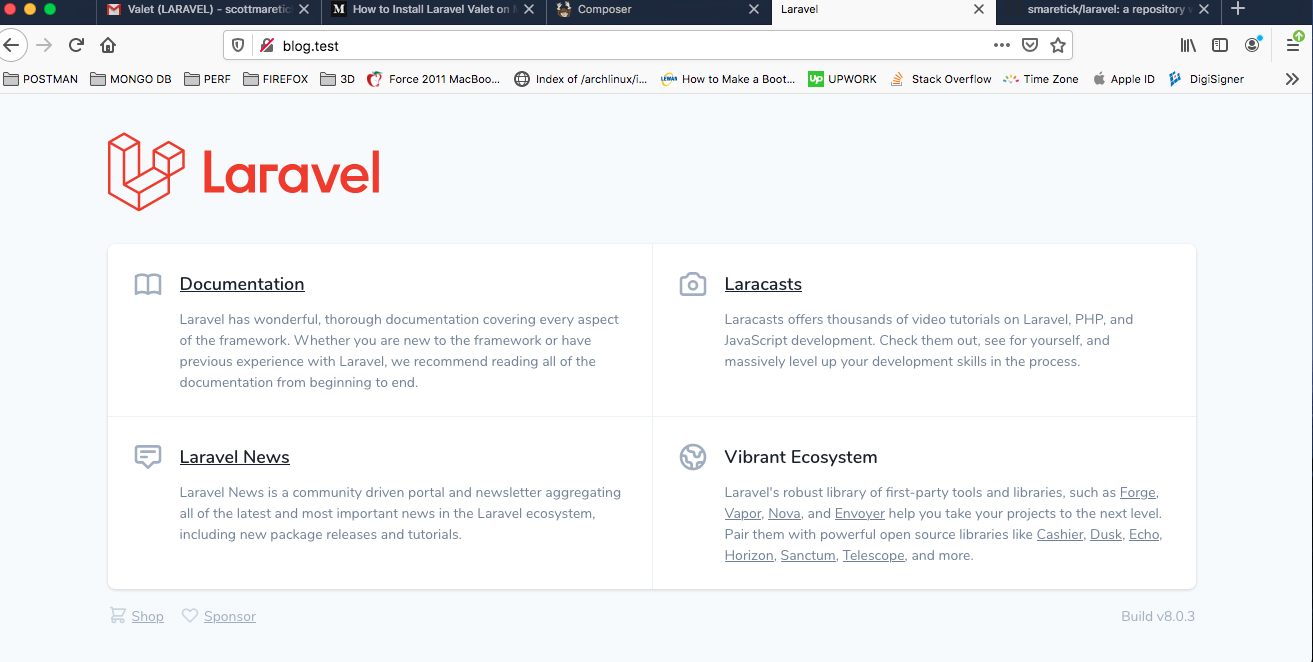 Valet (LARAVEL) - scottmaretic
How to Install Laravel Valet on
Composer
Laravel
smaretick/laravel: a repository
blog.test
POSTMAN
MONGO DB
PERF
FIREFOX
3D
Force 2011 MacBoo...
Index of /archlinux/i...
LEWAN
How to Make a Boot...
Up
UPWORK
Stack Overflow
Time Zone
Apple ID
DigiSigner
Laravel
Documentation
Laravel has wonderful, thorough documentation covering every aspect
of the framework. Whether you are new to the framework or have
previous experience with Laravel, we recommend reading all of the
documentation from beginning to end.
Laracasts
Laracasts offers thousands of video tutorials on Laravel, PHP, and
JavaScript development. Check them out, see for yourself, and
massively level up your development skills in the process.
Laravel News
Laravel News is a community driven portal and newsletter aggregating
all of the latest and most important news in the Laravel ecosystem,
including new package releases and tutorials.
Vibrant Ecosystem
Laravel's robust library of first-party tools and libraries, such as Forge,
Vapor, Nova, and Envoyer help you take your projects to the next level.
Pair them with powerful open source libraries like Cashier, Dusk, Echo,
Horizon, Sanctum, Telescope, and more.
Shop
Sponsor
Build v8.0.3